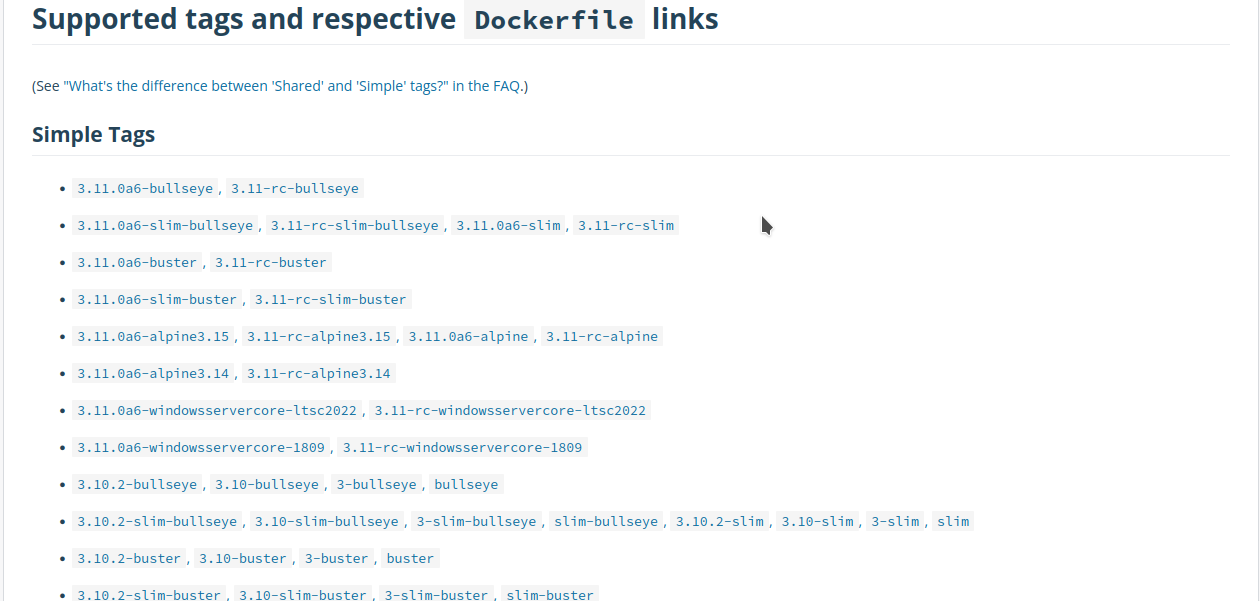 Supported tags and respective Dockerfile links
(See "What's the difference between 'Shared' and 'Simple' tags?" in the FAQ.)
Simple Tags
• 3.11.0a6-bullseye, 3.11-rc-bullseye
• 3.11.0a6-slim-bullseye, 3.11-rc-slim-bullseye, 3.11.0a6-slim, 3.11-rc-slim
• 3.11.0a6-buster, 3.11-rc-buster
• 3.11.0a6-slim-buster, 3.11-rc-slim-buster
• 3.11.0a6-alpine3.15, 3.11-rc-alpine3.15, 3.11.0a6-alpine, 3.11-rc-alpine
• 3.11.0a6-alpine3.14, 3.11-rc-alpine3.14
• 3.11.0a6-windowsservercore-ltsc2022, 3.11-rc-windowsservercore-ltsc2022
• 3.11.0a6-windowsservercore-1809, 3.11-rc-windowsservercore-1809
• 3.10.2-bullseye, 3.10-bullseye, 3-bullseye, bullseye
• 3.10.2-slim-bullseye, 3.10-slim-bullseye, 3-slim-bullseye, slim-bullseye, 3.10.2-slim, 3.10-slim, 3-slim, slim
• 3.10.2-buster, 3.10-buster, 3-buster, buster
• 3.10.2-slim-buster, 3.10-slim-buster, 3-slim-buster, slim-buster